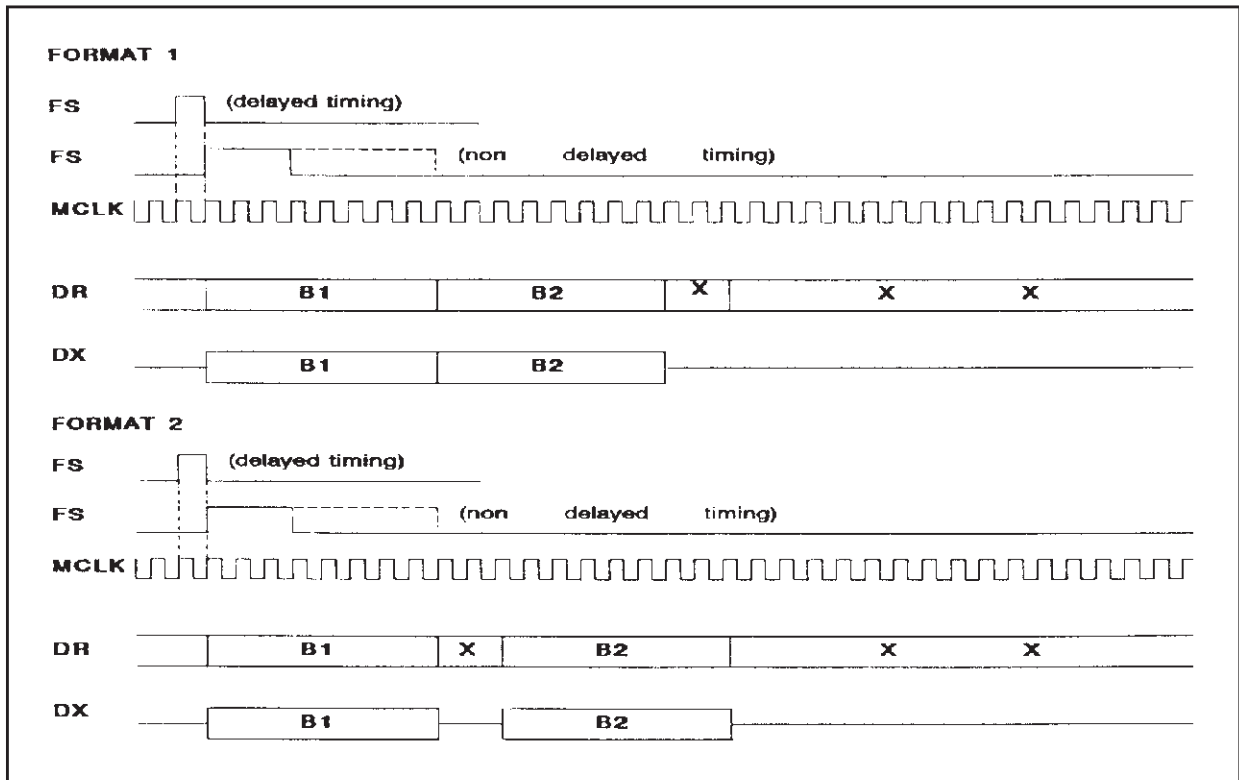 FORMAT 1
FS (delayed timing)
FS (non delayed timing)
MCLK
DR B1 B2 X X X
DX B1 B2
FORMAT 2
FS (delayed timing)
FS (non delayed timing)
MCLK
DR B1 X B2 X X
DX B1 B2